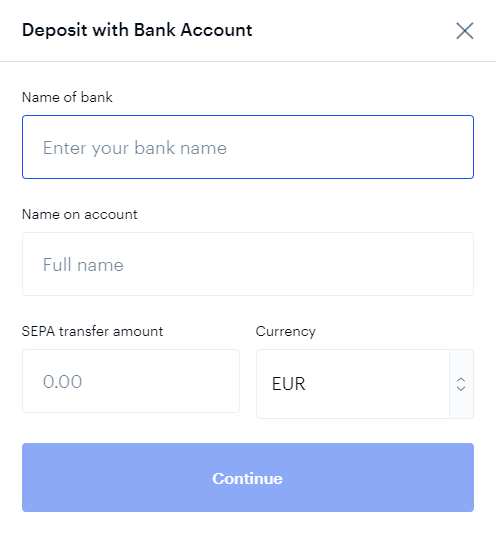 Deposit with Bank Account
Name of bank
Enter your bank name
Name on account
Full name
SEPA transfer amount
Currency
0.00
EUR
Continue